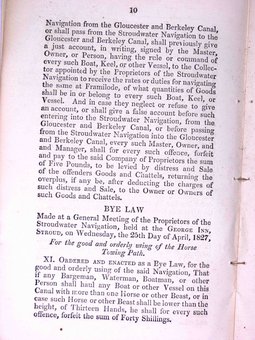 10
Navigation from the Gloucester and Berkeley Canal,
or shall pass from the Stroudwater Navigation to the
Gloucester and Berkeley Canal, shall previously give
a just account, in writing, signed by the Master,
Owner, or Person, having the rule or command of
every such Boat, Keel, or other Vessel, to the Collec-
tor appointed by the Proprietors of the Stroudwater
Navigation to receive the rates or duties for navigating
the same at Framilode, of what quantities of Goods
shall be in or belong to every such Boat, Keel, or
Vessel. And in case they neglect or refuse to give
an account, or shall give a false account before such
entering into the Stroudwater Navigation, from the
Gloucester and Berkeley Canal, or before passing
from the Stroudwater Navigation into the Gloucester
and Berkeley Canal, every such Master, Owner, and
and Manager, shall for every such offence, forfeit
and pay to the said Company of Proprietors the sum
of Five Pounds, to be levied by distress and Sale
of the offenders Goods and Chattels, returning the
overplus, if any be, after deducting the charges of
such distress and Sale, to the Owner or Owners of
such Goods and Chattels.
BYE LAW
Made at a General Meeting of the Proprietors of the
Stroudwater Navigation, held at the GEORGE INN,
STROUD, on Wednesday, the 25th Day of April, 1827,
For the good and orderly using of the Horse
Towing Path.
XI. ORDERED AND ENACTED as a Bye Law, for the
good and orderly using of the said Navigation, That
if any Bargeman, Waterman, Boatman, or other
Person shall haul any Boat or other Vessel on this
Canal with more than one Horse or other Beast, or in
case such Horse or other Beast shall be lower than the
height, of Thirteen Hands, he shall for every such
offence, forfeit the sum of Forty Shillings.